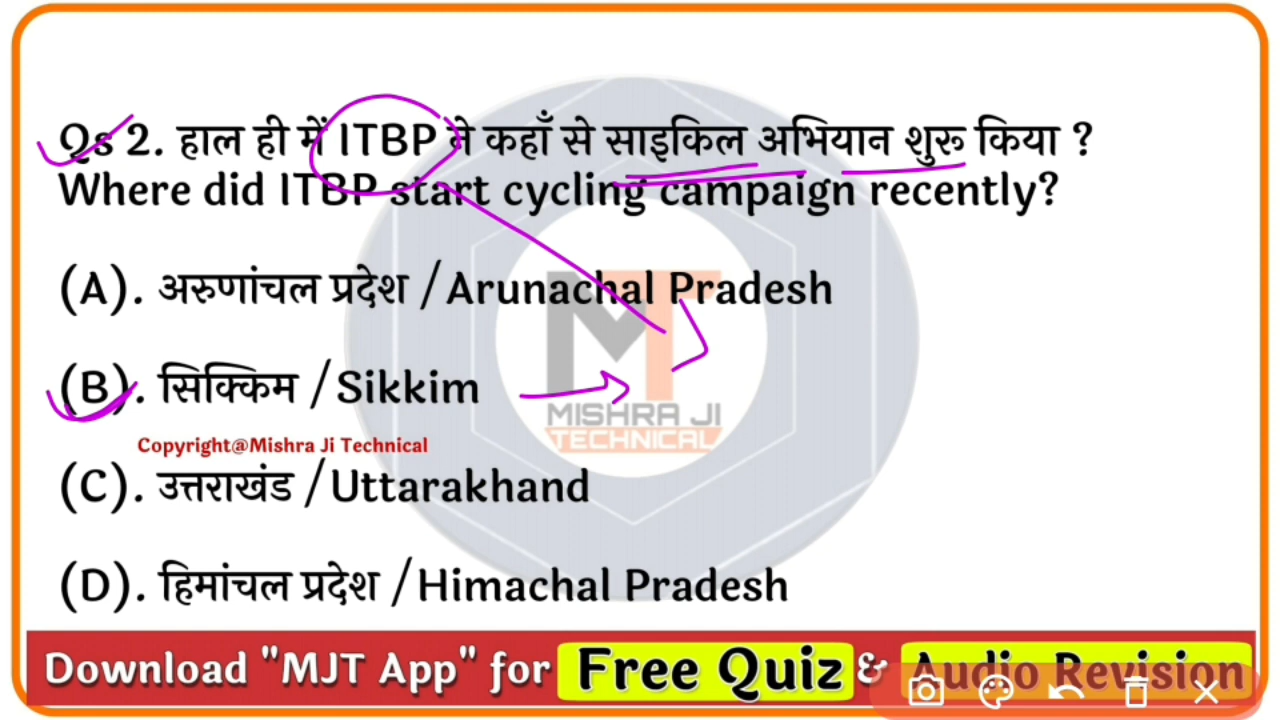 Qs 2. हाल ही में ITBP ने कहाँ से साइकिल अभियान शुरू किया ?
Where did ITBP start cycling campaign recently?
(A). अरुणांचल प्रदेश / Arunachal Pradesh
(B). सिक्किम / Sikkim
MISHRA JI
TECHNICAL
Copyright@Mishra Ji Technical
(C). उत्तराखंड / Uttarakhand
(D). हिमांचल प्रदेश / Himachal Pradesh
Download "MJT App" for Free Quiz & Audio Revision